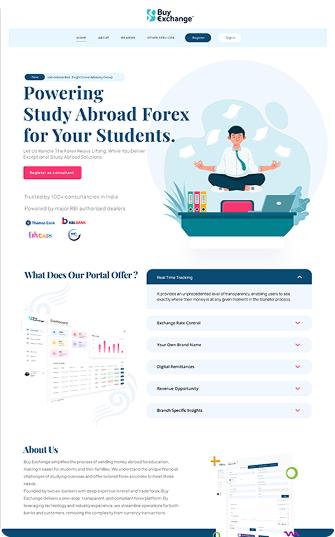 Buy
Exchange
HOME
ABOUT
REVIEWS
OTHER SERVICES
Register
Sign in
New
Powering
Study Abroad Forex
for Your Students.
Let Us Handle The Forex Heavy Lifting, While You Deliver
Exceptional Study Abroad Solutions
Register as consultant
Trusted by 100+ consultancies in India
Powered by major RBI authorised dealers
Thomas Cook
RBL BANK
What Does Our Portal Offer ?
Real Time Tracking
It provides an unprecedented level of transparency, enabling users to see
exactly where their money is at any given moment in the transfer process.
Exchange Rate Control
Your Own Brand Name
Digital Remittances
Revenue Opportunity
Branch Specific Insights
Dashboard
About Us
Buy Exchange simplifies the process of sending money abroad for education,
making it easier for students and their families. We understand the unique financial
challenges of studying overseas and offer tailored forex solutions to meet those
needs.
Founded by two ex-bankers with deep expertise in retail and trade forex, Buy
Exchange delivers a one-stop, transparent, and compliant forex platform. By
leveraging technology and industry experience, we streamline operations for both
banks and customers, removing the complexity from currency transactions.